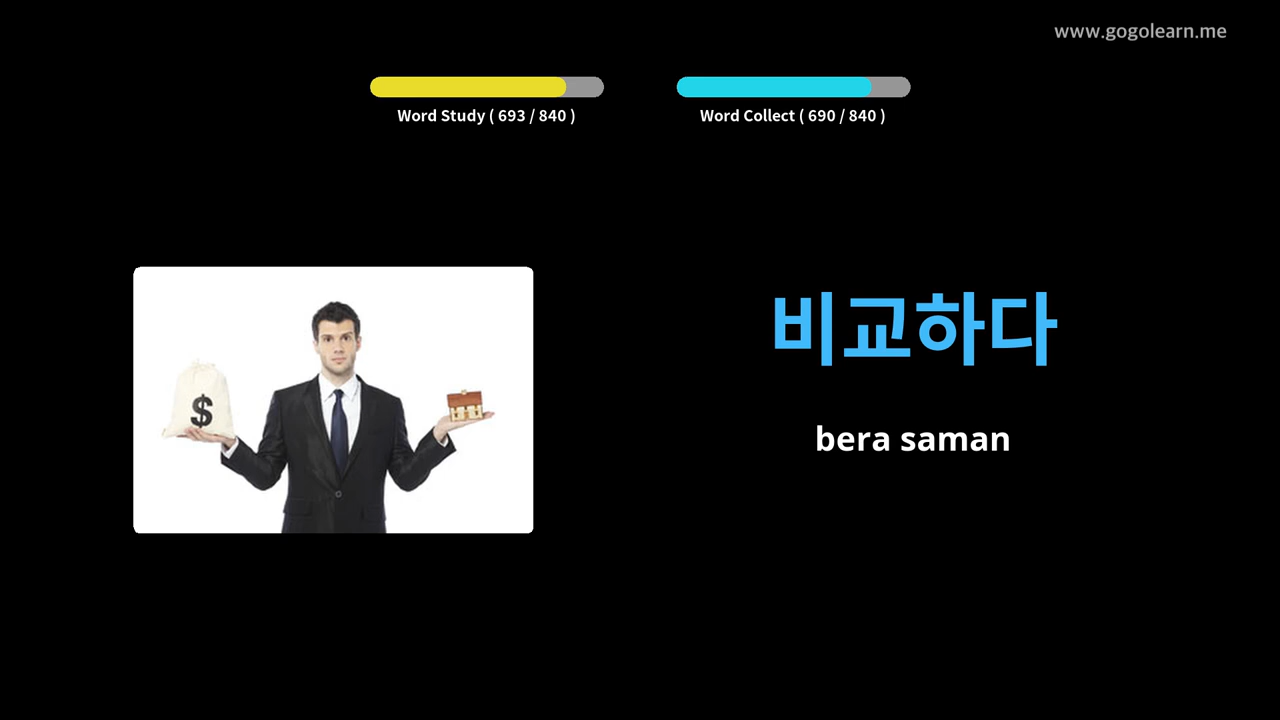 www.gogolearn.me
Word Study ( 693 / 840 )
Word Collect ( 690 / 840 )
$
비교하다
bera saman